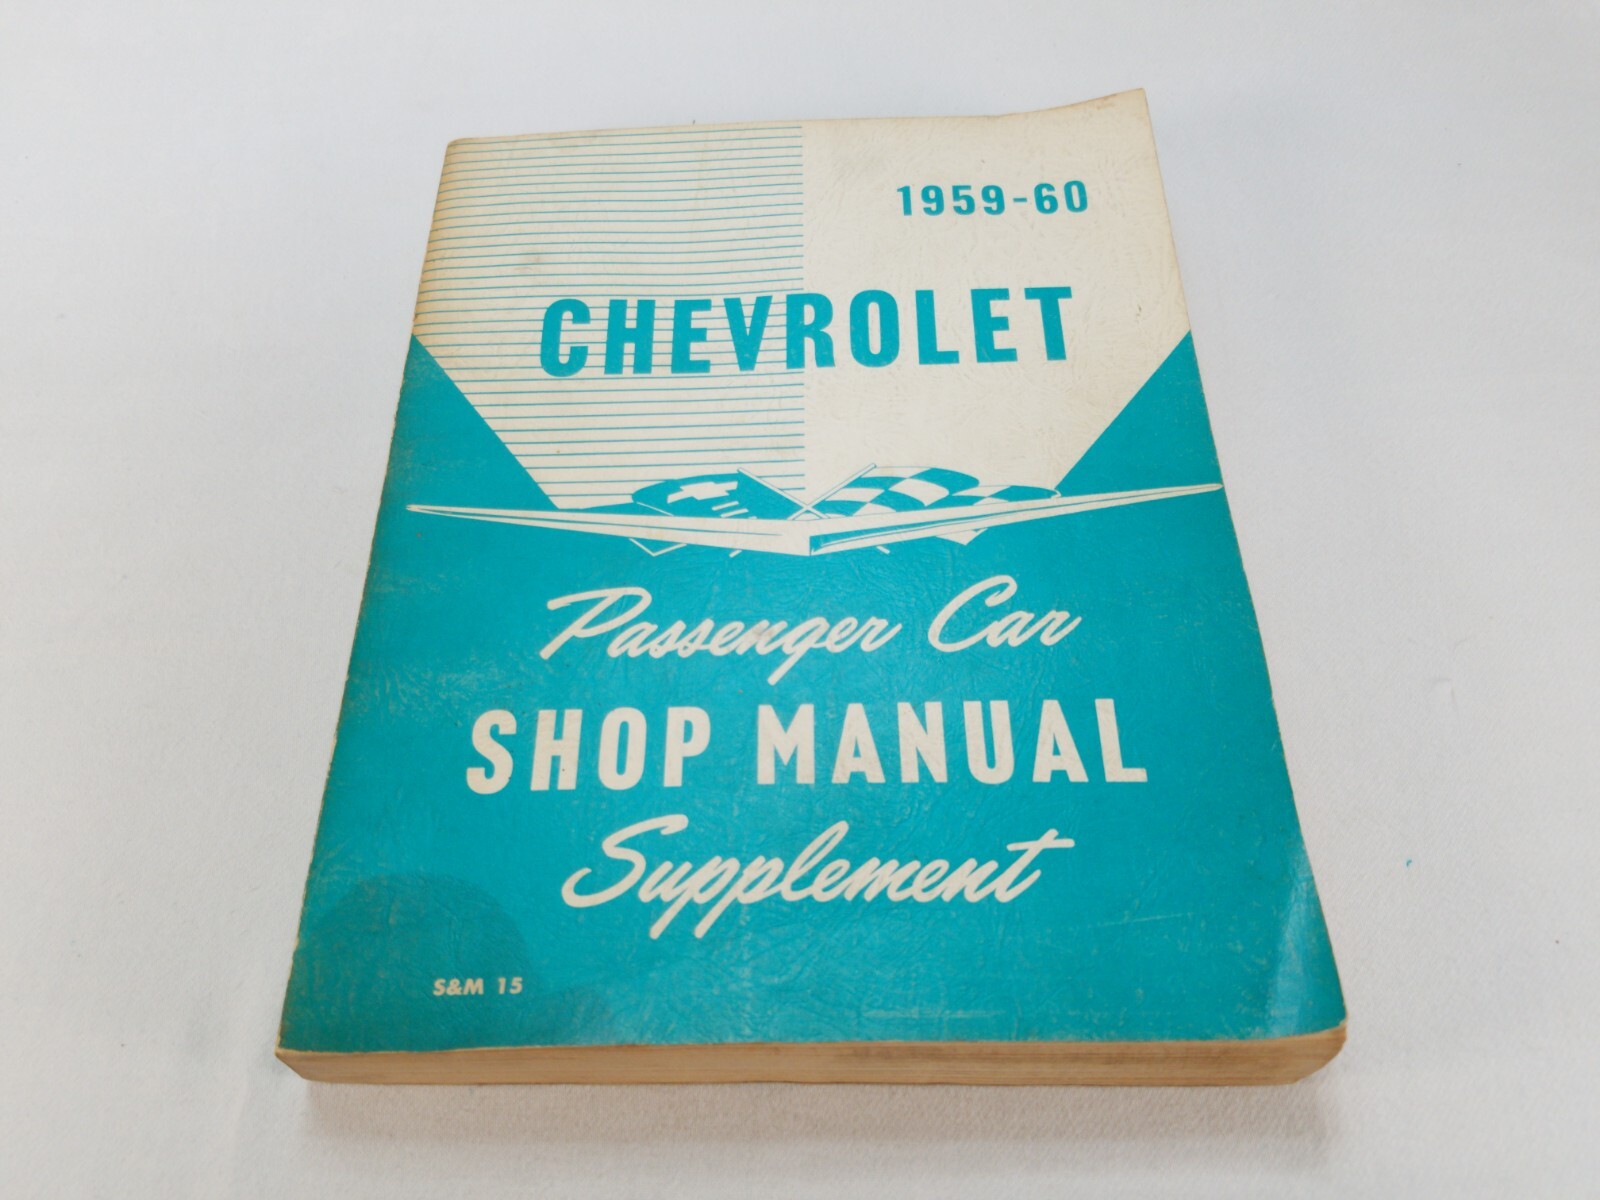 1959-60
CHEVROLET
Passenger Car
SHOP MANUAL
Supplement
S&M 15